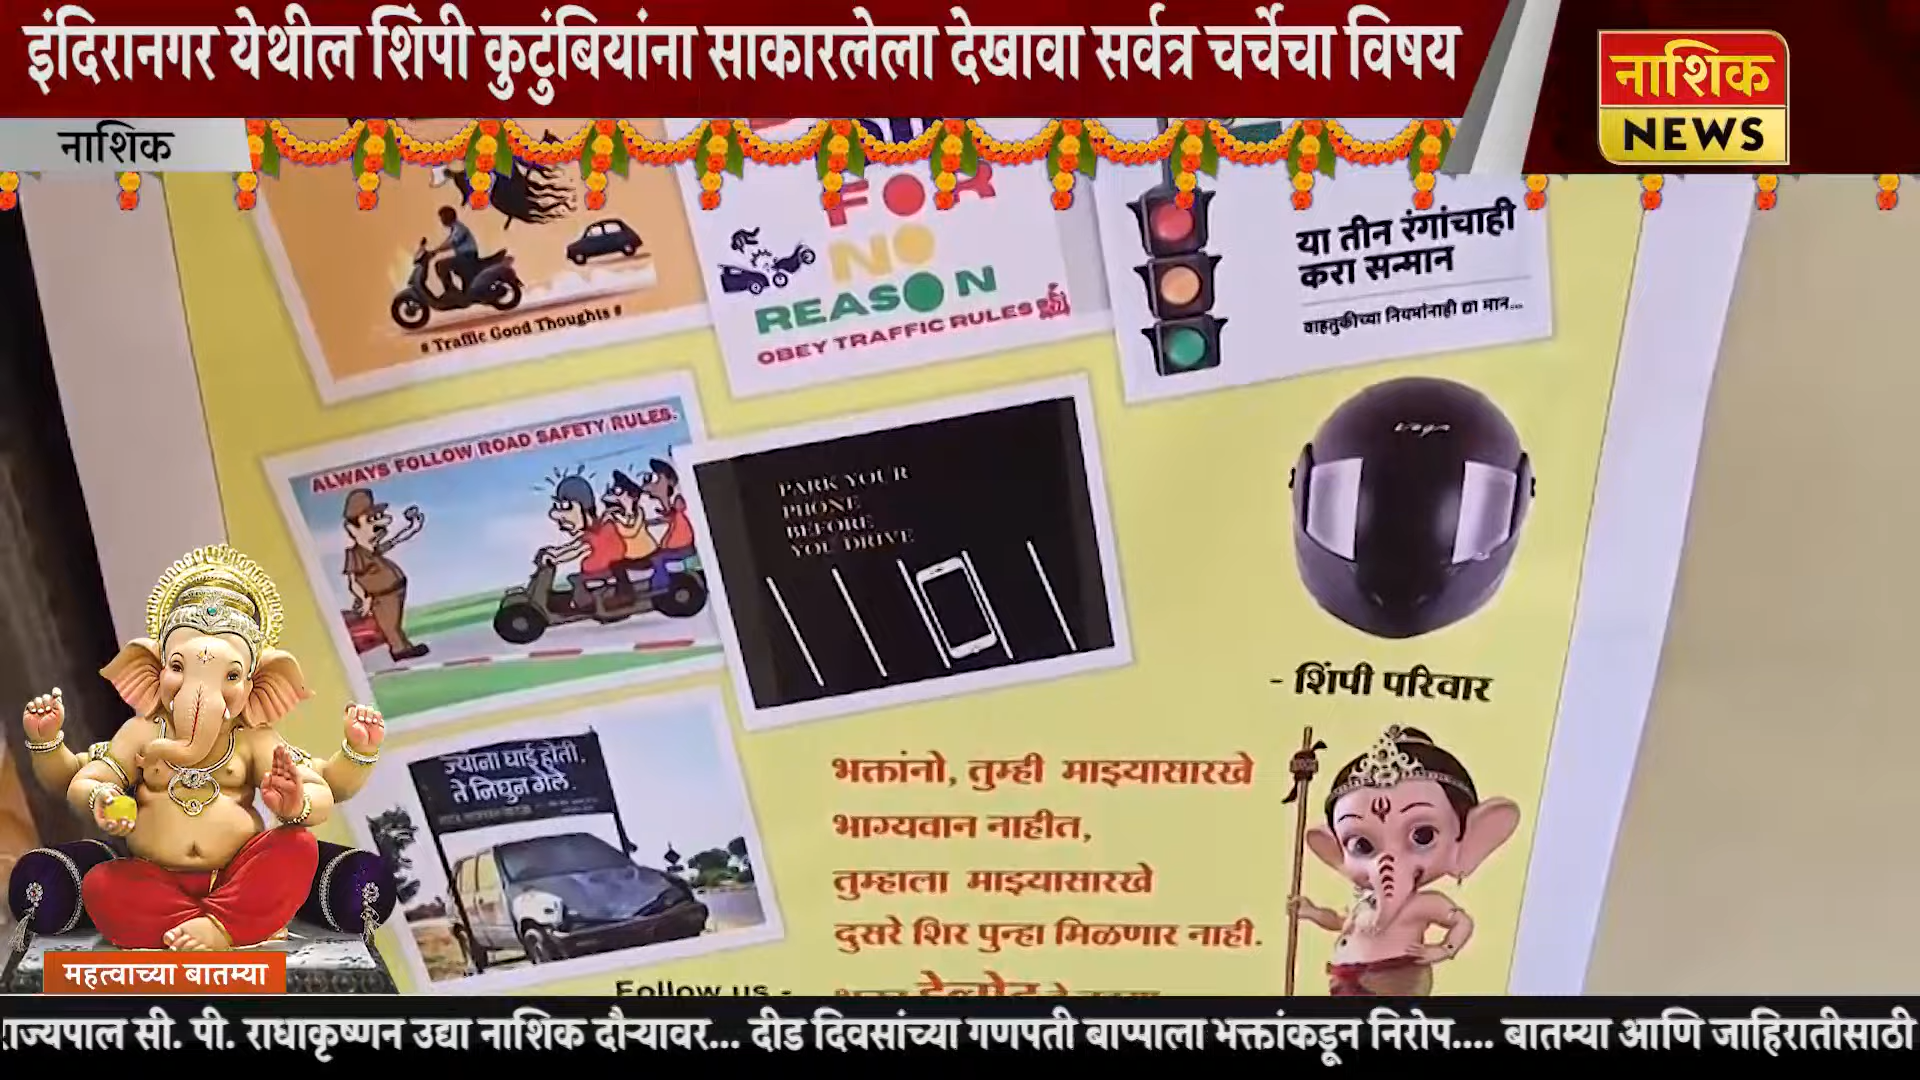 इंदिरानगर येथील शिंपी कुटुंबियांना साकारलेला देखावा सर्वत्र चर्चेचा विषय
नाशिक
NEWS
नाशिक
# Traffic Good Thoughts #
FOR
NO
REASON
OBEY TRAFFIC RULES
या तीन रंगांचाही
करा सन्मान
वाहतुकीच्या नियमांनाही द्या मान...
ALWAYS FOLLOW ROAD SAFETY RULES.
PARK YOUR
PHONE
BEFORE
YOU DRIVE
Vega
- शिंपी परिवार
ज्यांना घाई होती.
ते निघुन गेले.
भक्तांनो, तुम्ही माझ्यासारखे
भाग्यवान नाहीत,
तुम्हाला माझ्यासारखे
दुसरे शिर पुन्हा मिळणार नाही.
Follow us -
महत्वाच्या बातम्या
राज्यपाल सी. पी. राधाकृष्णन उद्या नाशिक दौऱ्यावर... दीड दिवसांच्या गणपती बाप्पाला भक्तांकडून निरोप.... बातम्या आणि जाहिरातीसाठी